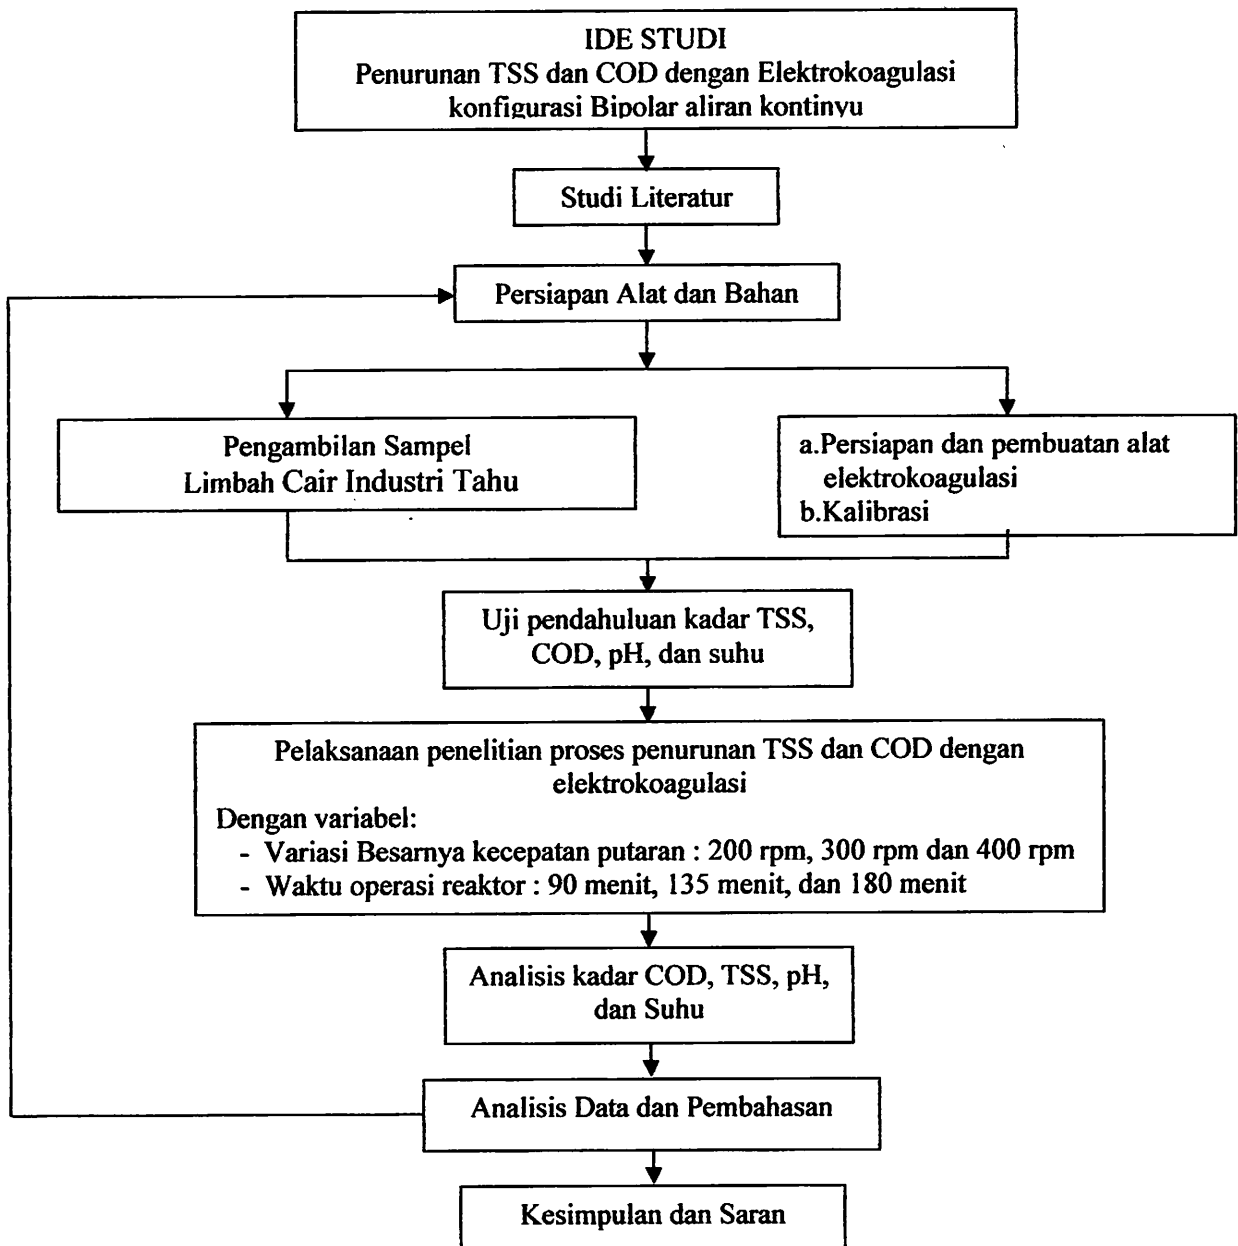 IDE STUDI
Penurunan TSS dan COD dengan Elektrokoagulasi
konfigurasi Bipolar aliran kontinyu
Studi Literatur
Persiapan Alat dan Bahan
Pengambilan Sampel
Limbah Cair Industri Tahu
a.Persiapan dan pembuatan alat
elektrokoagulasi
b.Kalibrasi
Uji pendahuluan kadar TSS,
COD, pH, dan suhu
Pelaksanaan penelitian proses penurunan TSS dan COD dengan
elektrokoagulasi
Dengan variabel:
- Variasi Besarnya kecepatan putaran : 200 rpm, 300 rpm dan 400 rpm
- Waktu operasi reaktor : 90 menit, 135 menit, dan 180 menit
Analisis kadar COD, TSS, pH,
dan Suhu
Analisis Data dan Pembahasan
Kesimpulan dan Saran